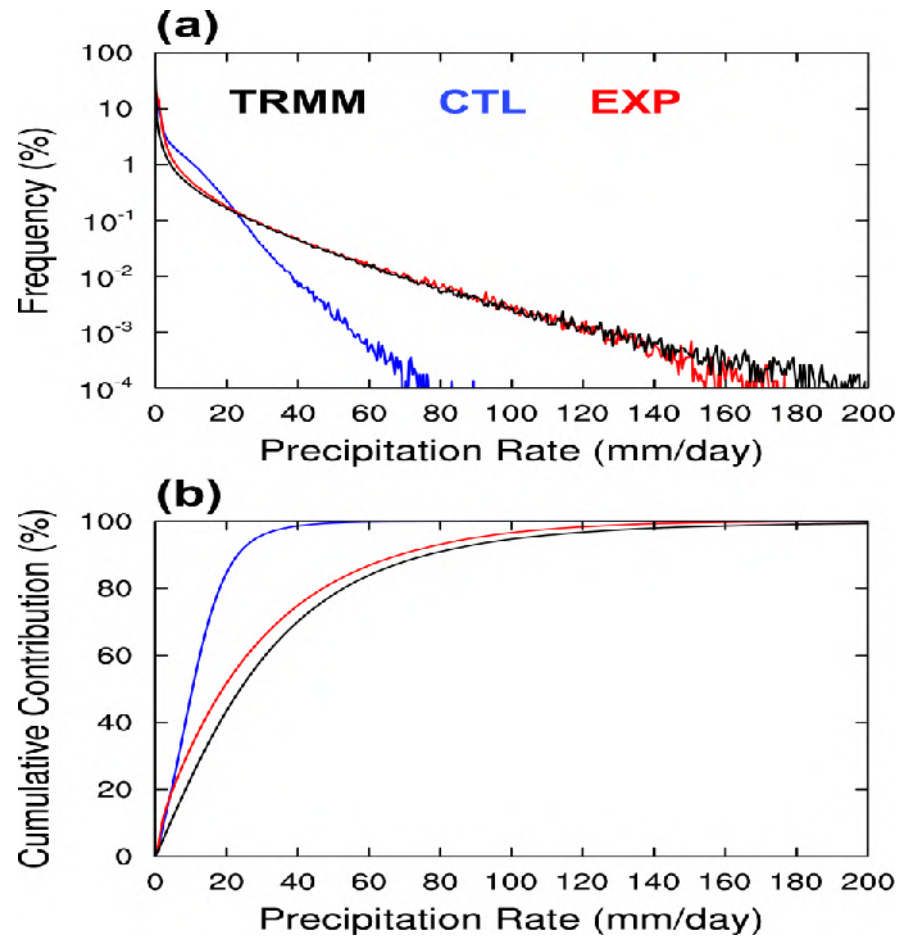 (a)
Frequency (%)
100
10
1
10-1
10-2
10-3
10-4
TRMM CTL EXP
0 20 40 60 80 100 120 140 160 180 200
Precipitation Rate (mm/day)
(b)
Cumulative Contribution (%)
100
80
60
40
20
0
0 20 40 60 80 100 120 140 160 180 200
Precipitation Rate (mm/day)